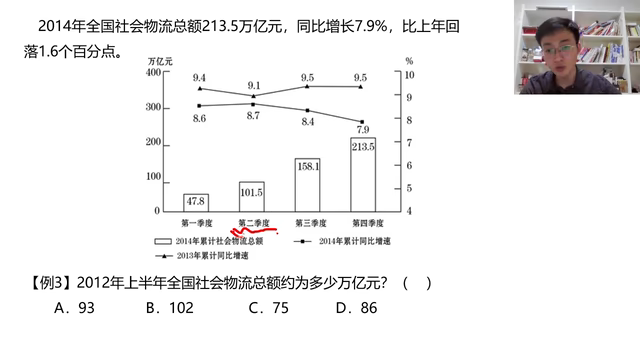 2014年全国社会物流总额213.5万亿元，同比增长7.9%，比上年回
落1.6个百分点。
万亿元 %
400 10
9.4 9.1 9.5 9.5
9
300
8.6 8.7 8.4 7.9
8
200 213.5 7
158.1
6
100 101.5
47.8 5
0 4
第一季度 第二季度 第三季度 第四季度
2014年累计社会物流总额 2014年累计同比增速
2013年累计同比增速
【例3】2012年上半年全国社会物流总额约为多少万亿元？（ ）
A．93 B．102 C．75 D．86